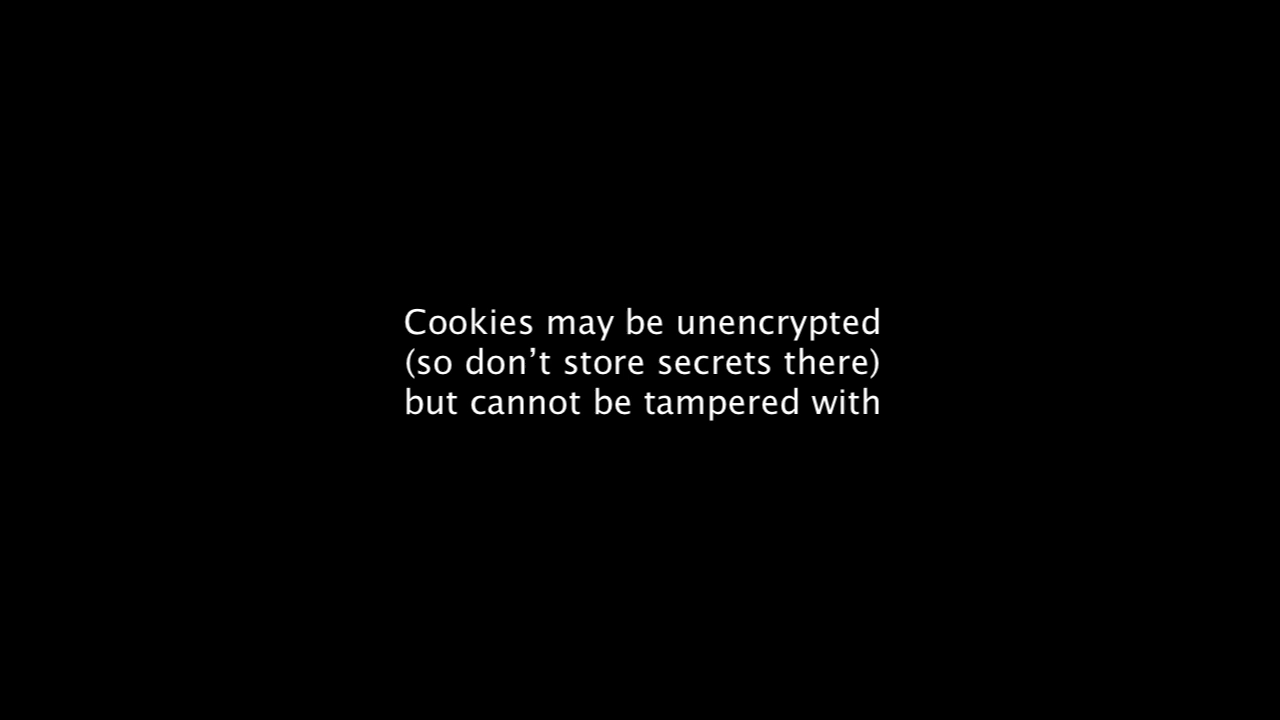 Cookies may be unencrypted
(so don’t store secrets there)
but cannot be tampered with